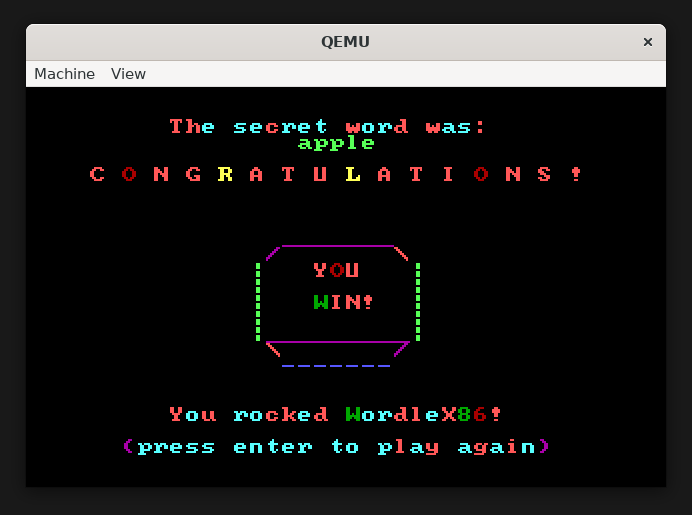 QEMU ×
Machine View
The secret word was:
apple
C O N G R A T U L A T I O N S !
YOU
WIN!
You rocked WordleX86!
(press enter to play again)